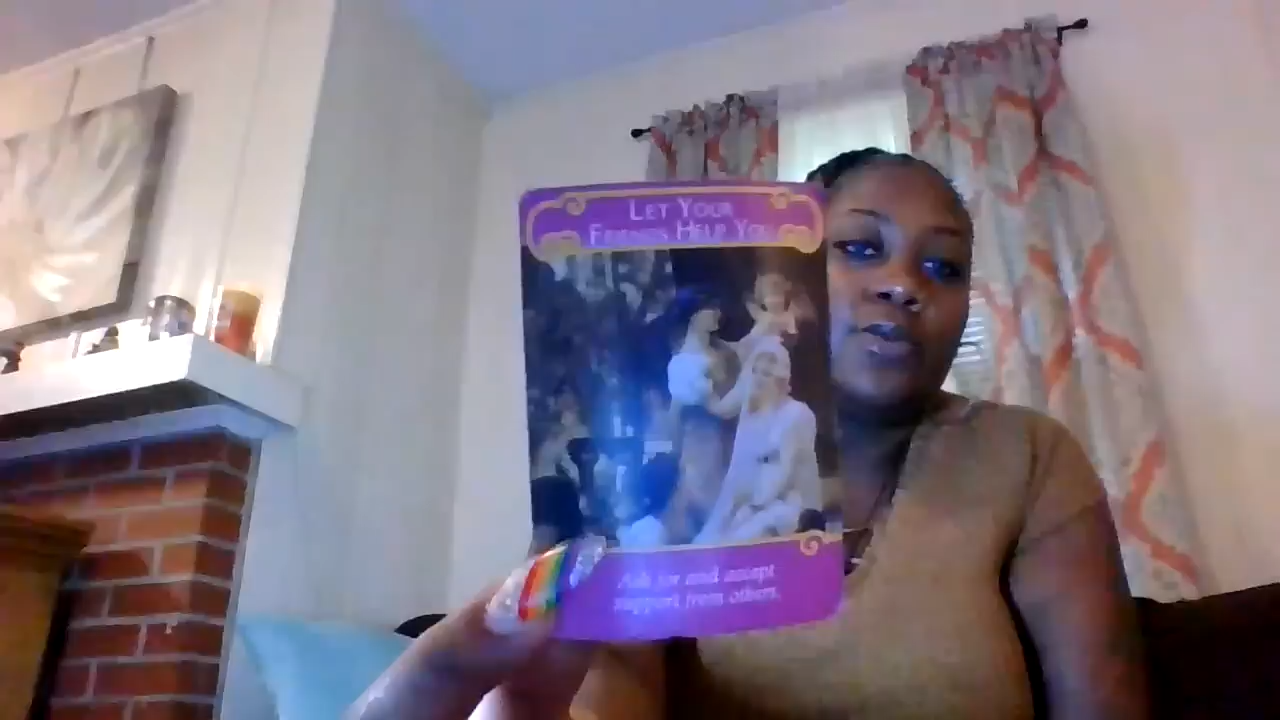 LET YOUR
FRIENDS HELP YOU
Ask for and accept
support from others.